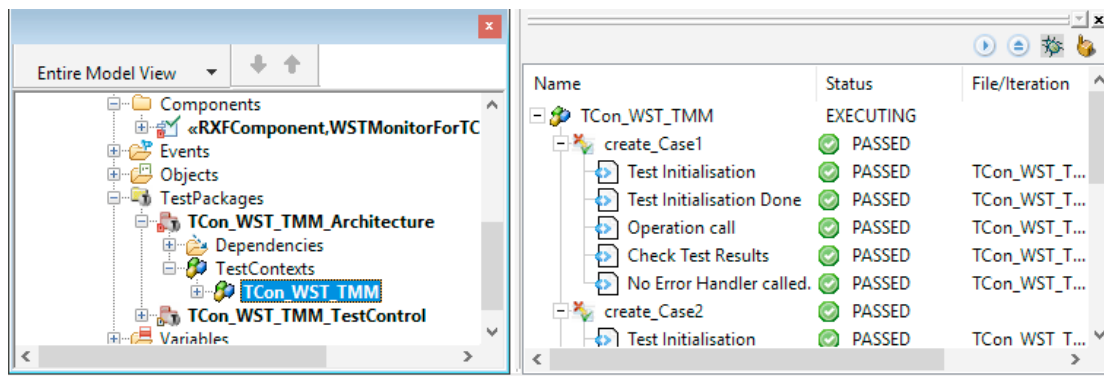 Entire Model View
Components
«RXFComponent,WSTMonitorForTC
Events
Objects
TestPackages
TCon_WST_TMM_Architecture
Dependencies
TestContexts
TCon_WST_TMM
TCon_WST_TMM_TestControl
Variables
Name Status File/Iteration
TCon_WST_TMM EXECUTING
create_Case1 PASSED
Test Initialisation PASSED TCon_WST_T...
Test Initialisation Done PASSED TCon_WST_T...
Operation call PASSED TCon_WST_T...
Check Test Results PASSED TCon_WST_T...
No Error Handler called. PASSED TCon_WST_T...
create_Case2 PASSED
Test Initialisation PASSED TCon WST T...